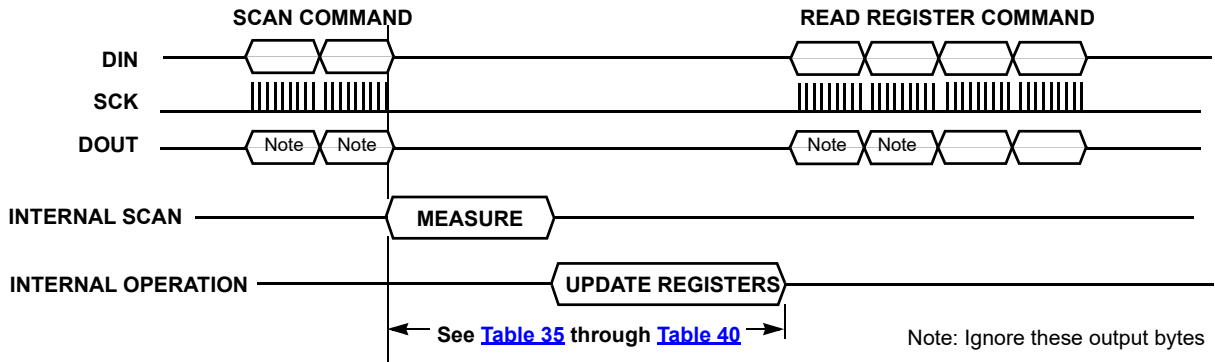 SCAN COMMAND READ REGISTER COMMAND
DIN
SCK
DOUT Note Note Note Note
INTERNAL SCAN MEASURE
INTERNAL OPERATION UPDATE REGISTERS
See Table 35 through Table 40 Note: Ignore these output bytes